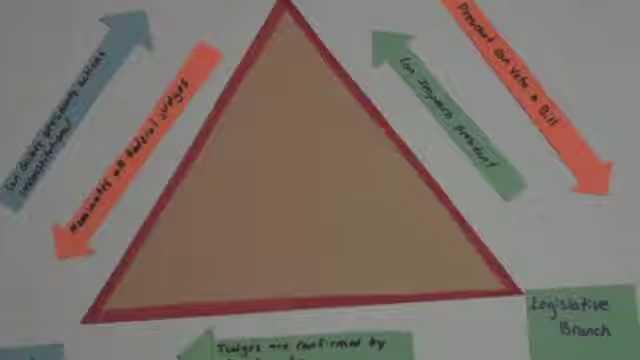 President can Veto a Bill
Can impeach president
Can declare presidential actions
unconstitutional
Nominates all Federal Judges
Legislative
Branch
Judges are confirmed by